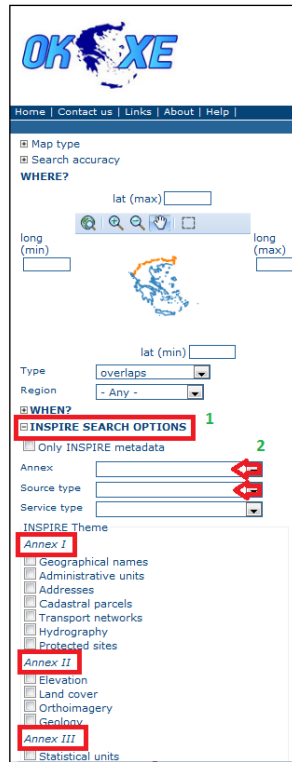 OK XE
Home | Contact us | Links | About | Help |
Map type
Search accuracy
WHERE?
lat (max)
long (min)
long (max)
lat (min)
Type overlaps
Region - Any -
WHEN?
INSPIRE SEARCH OPTIONS 1
Only INSPIRE metadata 2
Annex
Source type
Service type
INSPIRE Theme
Annex I
Geographical names
Administrative units
Addresses
Cadastral parcels
Transport networks
Hydrography
Protected sites
Annex II
Elevation
Land cover
Orthoimagery
Geology
Annex III
Statistical units